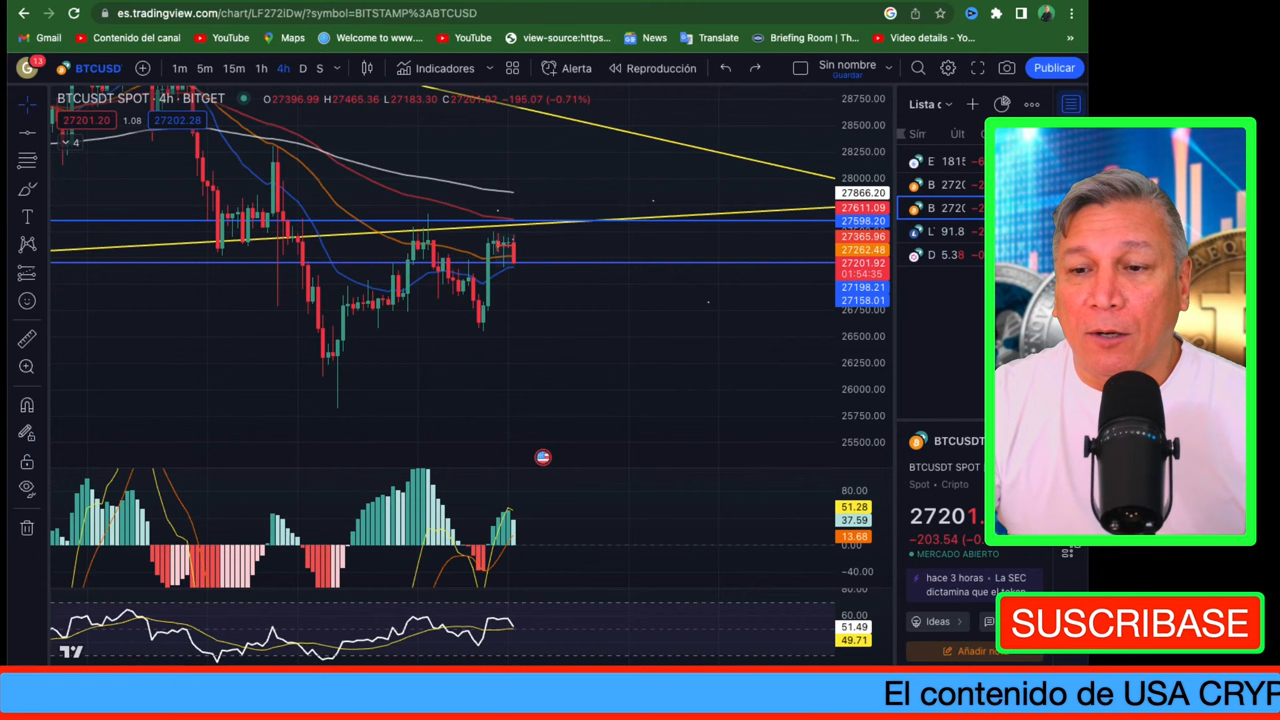 es.tradingview.com/chart/LF272iDw/?symbol=BITSTAMP%3ABTCUSD
Gmail
Contenido del canal
YouTube
Maps
Welcome to www....
YouTube
view-source:https...
News
Translate
Briefing Room | Th...
Video details - Yo...
»
G
13
BTCUSD
1m
5m
15m
1h
4h
D
S
Indicadores
Alerta
Reproducción
Sin nombre
Guardar
Publicar
BTCUSDT SPOT · 4h · BITGET
O27396.99 H27465.36 L27183.30 C27201.92 -195.07 (-0.71%)
27201.20
1.08
27202.28
4
28750.00
28500.00
28250.00
28000.00
27866.20
27611.09
27598.20
27365.96
27262.48
27201.92
01:54:35
27198.21
27158.01
26750.00
26500.00
26250.00
26000.00
25750.00
25500.00
80.00
51.28
37.59
13.68
0.00
-40.00
80.00
60.00
51.49
49.71
Lista
Últ
E 1815
B 2720
B 2720
L 91.8
D 5.38
BTCUSDT
BTCUSDT SPOT
Spot • Cripto
27201.
-203.54
MERCADO ABIERTO
hace 3 horas • La SEC
dictamina que el token
Ideas
Añadir
SUSCRIBASE
El contenido de USA CRYP